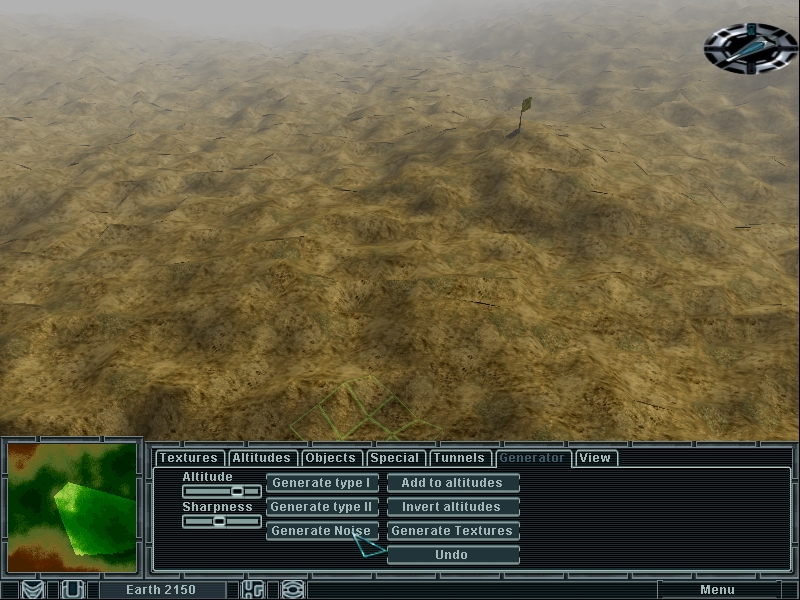 Textures Altitudes Objects Special Tunnels Generator View
Altitude
Generate type I Add to altitudes
Sharpness
Generate type II Invert altitudes
Generate Noise Generate Textures
Undo
Earth 2150 Menu